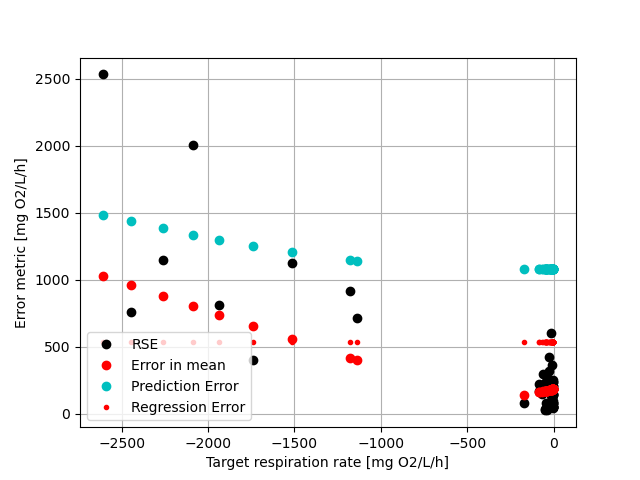 2500
2000
1500
1000
500
0
Error metric [mg O2/L/h]
RSE
Error in mean
Prediction Error
Regression Error
−2500 −2000 −1500 −1000 −500 0
Target respiration rate [mg O2/L/h]